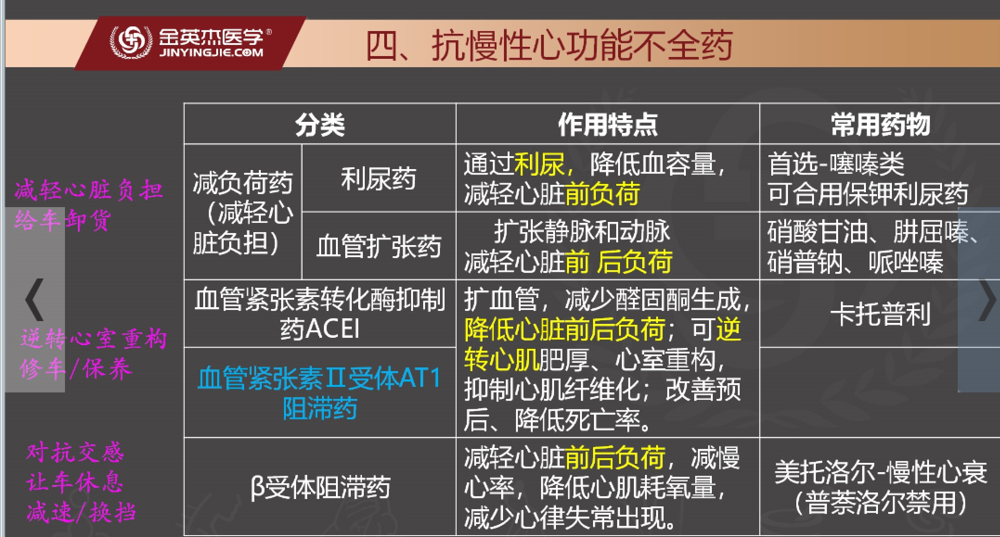 金英杰医学®
JINYINGJIE.COM
四、抗慢性心功能不全药
分类
作用特点
常用药物
减轻心脏负担
给车卸货
减负荷药
（减轻心
脏负担）
利尿药
通过利尿，降低血容量，
减轻心脏前负荷
首选-噻嗪类
可合用保钾利尿药
血管扩张药
扩张静脉和动脉
减轻心脏前 后负荷
硝酸甘油、肼屈嗪、
硝普钠、哌唑嗪
逆转心室重构
修车/保养
血管紧张素转化酶抑制
药ACEI
扩血管，减少醛固酮生成，
降低心脏前后负荷；可逆
转心肌肥厚、心室重构，
抑制心肌纤维化；改善预
后、降低死亡率。
卡托普利
血管紧张素Ⅱ受体AT1
阻滞药
对抗交感
让车休息
减速/换挡
β受体阻滞药
减轻心脏前后负荷，减慢
心率，降低心肌耗氧量，
减少心律失常出现。
美托洛尔-慢性心衰
（普萘洛尔禁用）